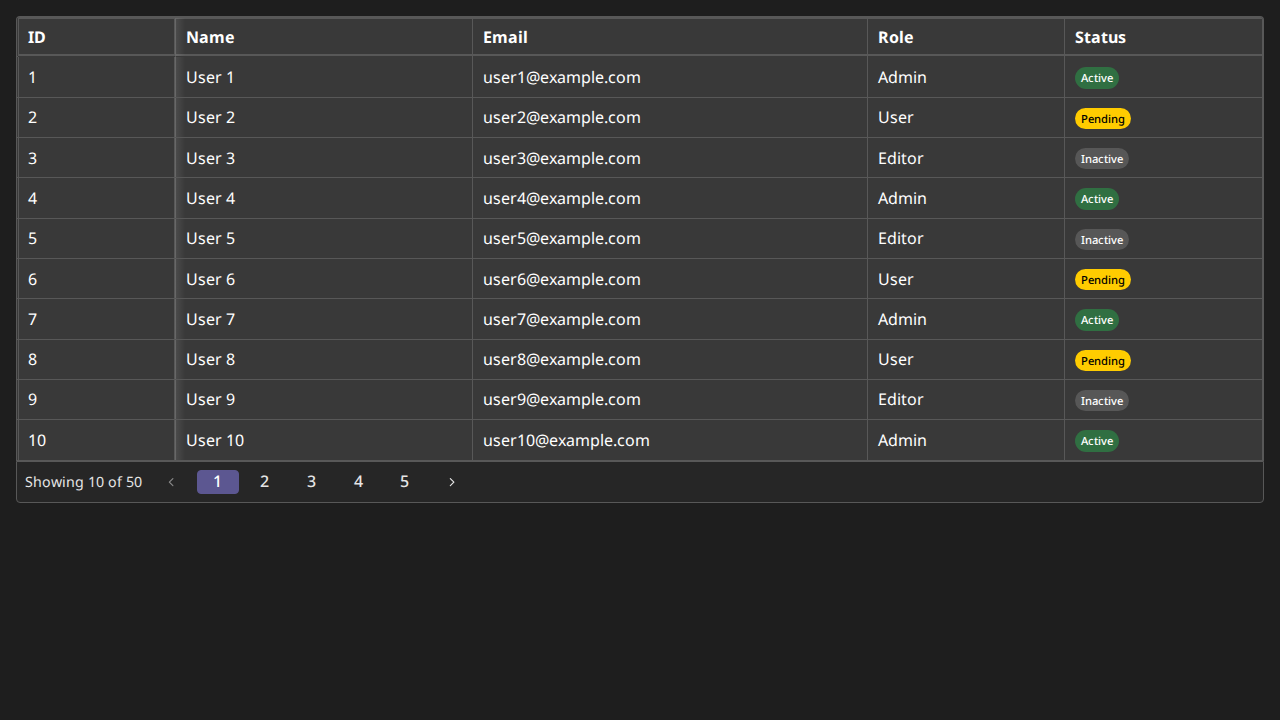 ID Name Email Role Status
1 User 1 user1@example.com Admin Active
2 User 2 user2@example.com User Pending
3 User 3 user3@example.com Editor Inactive
4 User 4 user4@example.com Admin Active
5 User 5 user5@example.com Editor Inactive
6 User 6 user6@example.com User Pending
7 User 7 user7@example.com Admin Active
8 User 8 user8@example.com User Pending
9 User 9 user9@example.com Editor Inactive
10 User 10 user10@example.com Admin Active
Showing 10 of 50 ‹ 1 2 3 4 5 ›